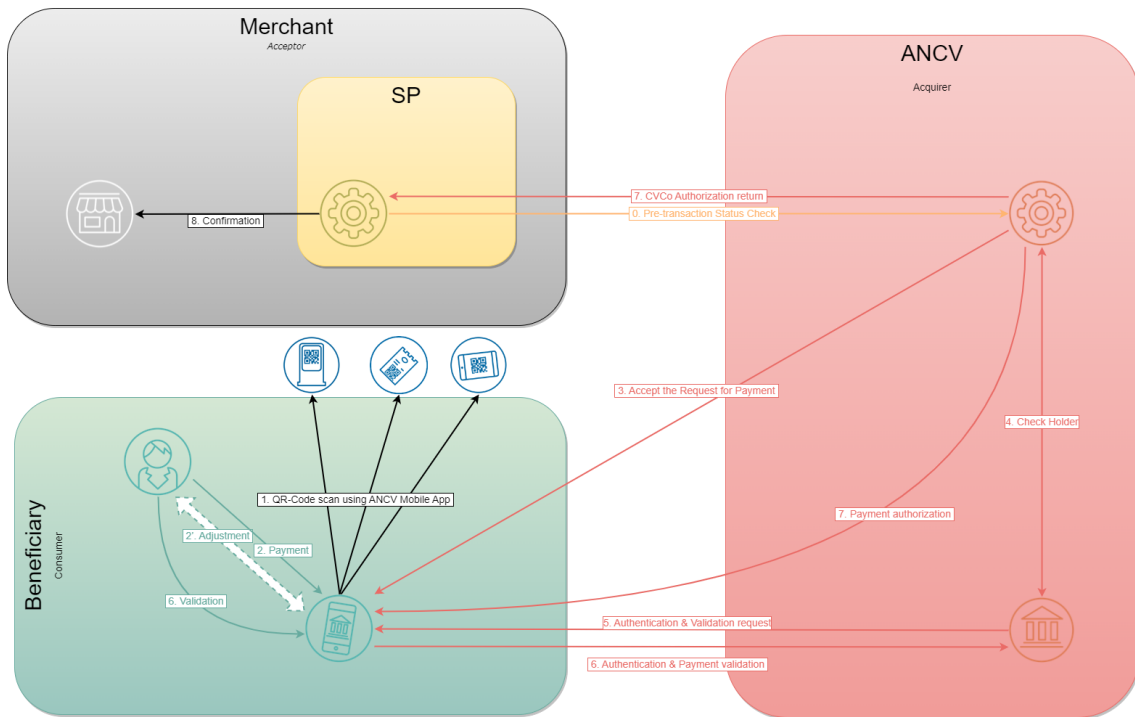 Merchant
Acceptor
SP
ANCV
Acquirer
7. CVCo Authorization return
0. Pre-transaction Status Check
8. Confirmation
3. Accept the Request for Payment
4. Check Holder
Beneficiary
Consumer
1. QR-Code scan using ANCV Mobile App
2'. Adjustment
2. Payment
7. Payment authorization
6. Validation
5. Authentication & Validation request
6. Authentication & Payment validation